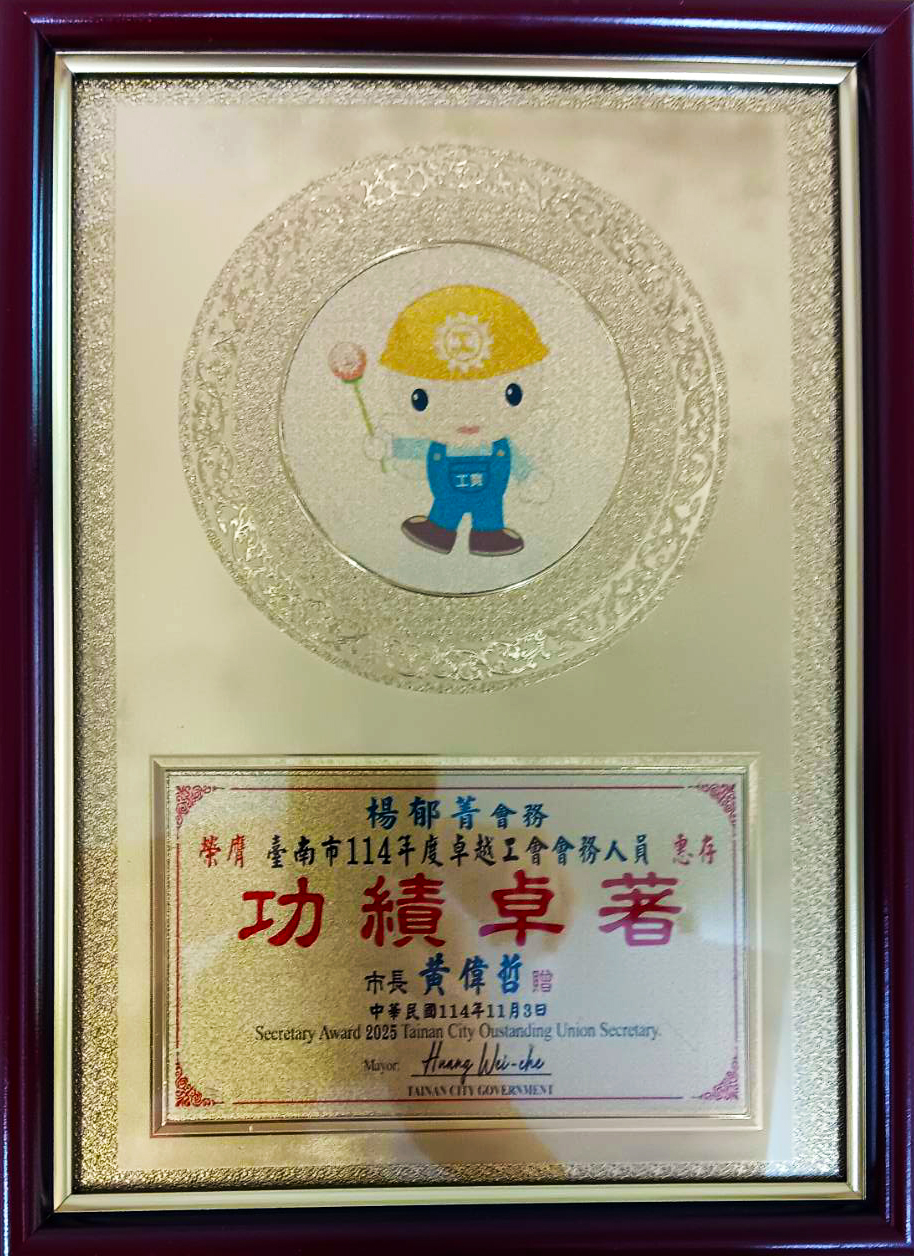 工
工寶
楊郁菁會務
榮膺 臺南市114年度卓越工會會務人員 惠存
功績卓著
市長 黃偉哲 贈
中華民國114年11月3日
Secretary Award 2025 Tainan City Oustanding Union Secretary.
Mayor: Huang Wei-che
TAINAN CITY GOVERNMENT